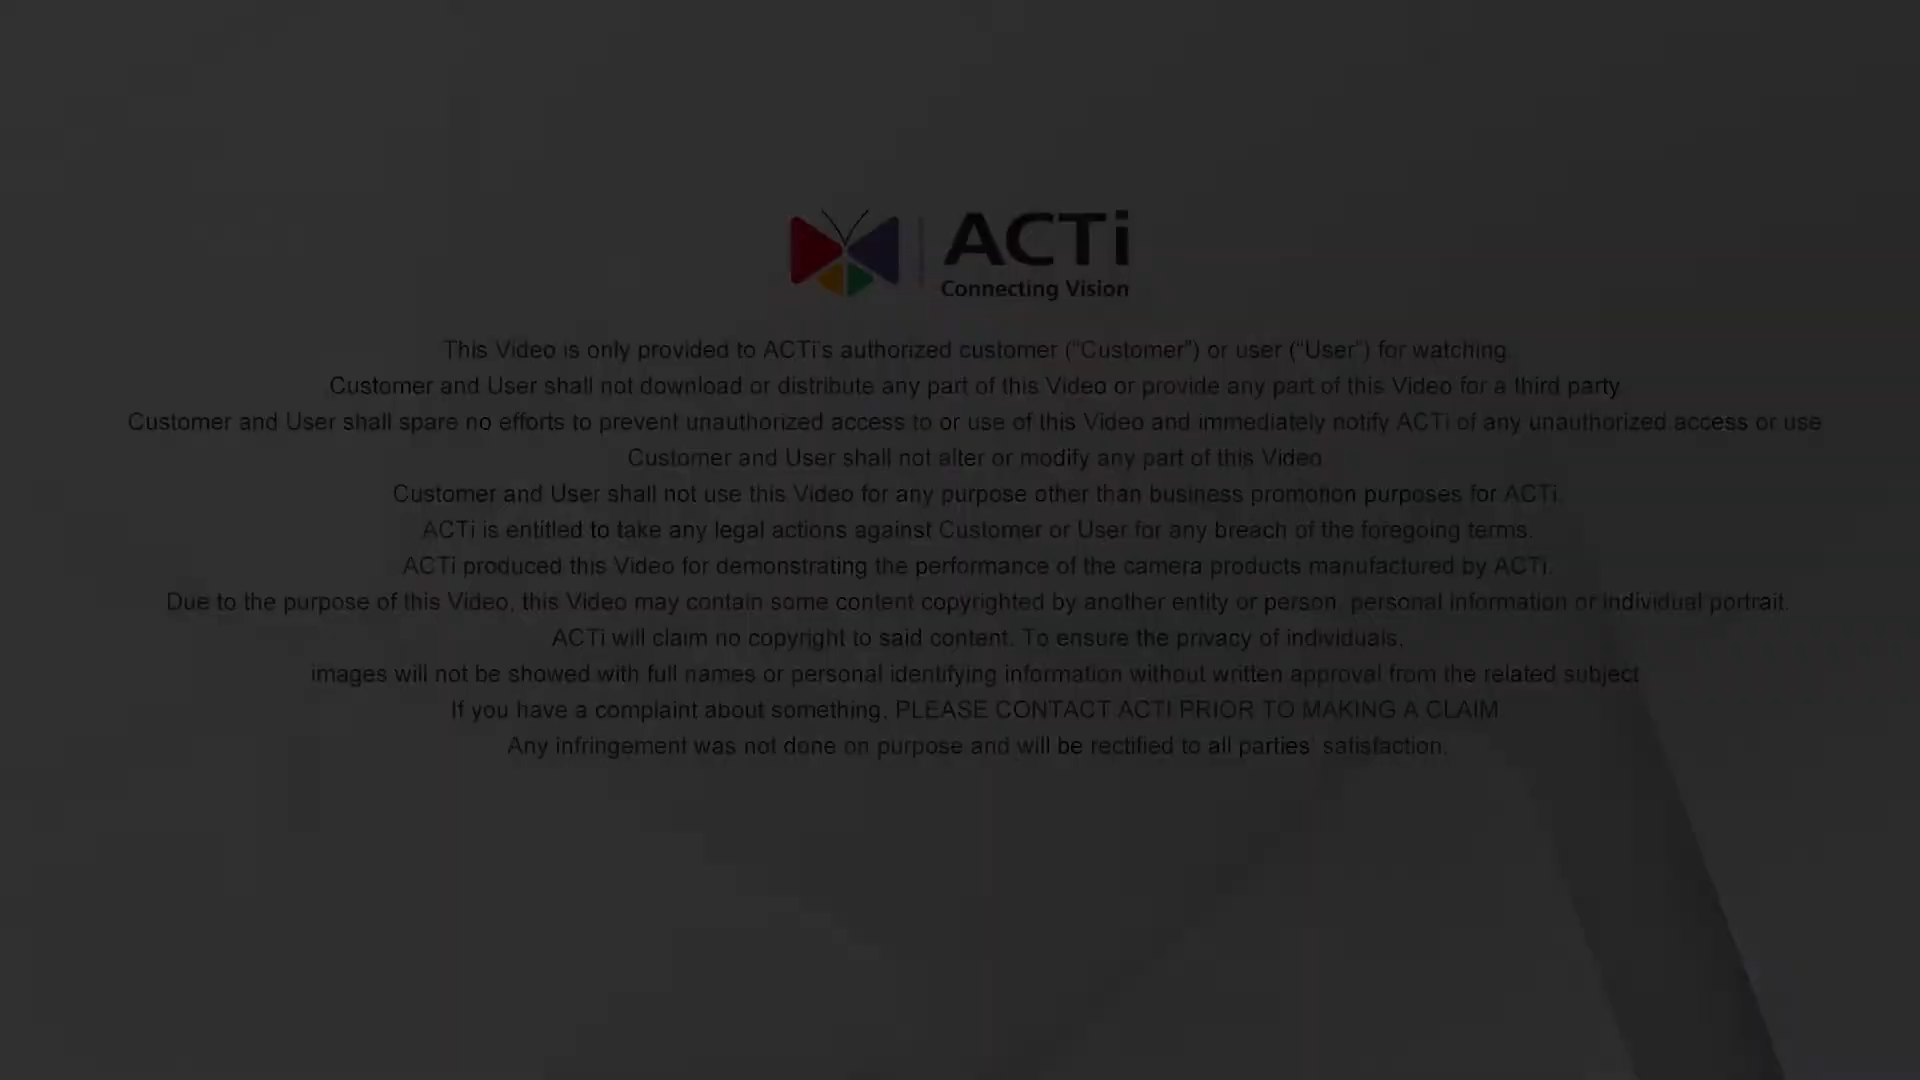 ACTi
Connecting Vision
This Video is only provided to ACTi's authorized customer ("Customer") or user ("User") for watching.
Customer and User shall not download or distribute any part of this Video or provide any part of this Video for a third party.
Customer and User shall spare no efforts to prevent unauthorized access to or use of this Video and immediately notify ACTi of any unauthorized access or use
Customer and User shall not alter or modify any part of this Video
Customer and User shall not use this Video for any purpose other than business promotion purposes for ACTi.
ACTi is entitled to take any legal actions against Customer or User for any breach of the foregoing terms.
ACTi produced this Video for demonstrating the performance of the camera products manufactured by ACTi.
Due to the purpose of this Video, this Video may contain some content copyrighted by another entity or person, personal information or individual portrait.
ACTi will claim no copyright to said content. To ensure the privacy of individuals,
images will not be showed with full names or personal identifying information without written approval from the related subject
If you have a complaint about something, PLEASE CONTACT ACTI PRIOR TO MAKING A CLAIM
Any infringement was not done on purpose and will be rectified to all parties' satisfaction.